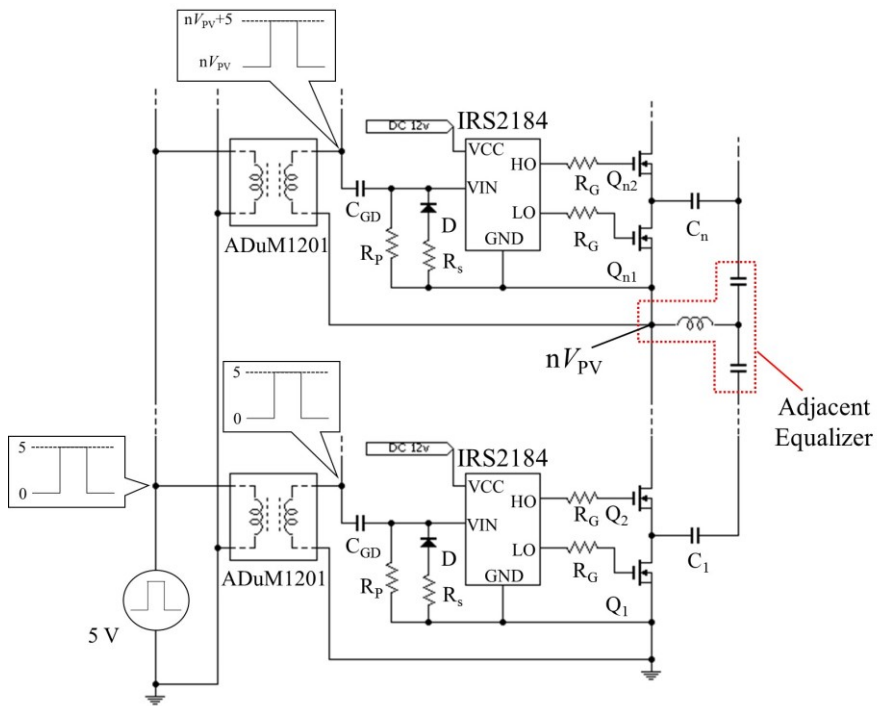 nV_PV+5
nV_PV
DC 12v
IRS2184
VCC
HO
VIN
LO
GND
R_G
Q_n2
R_G
Q_n1
C_n
C_GD
D
R_P
R_s
ADuM1201
nV_PV
5
0
Adjacent
Equalizer
5
0
DC 12v
IRS2184
VCC
HO
VIN
LO
GND
R_G
Q_2
R_G
Q_1
C_1
C_GD
D
R_P
R_s
ADuM1201
5 V